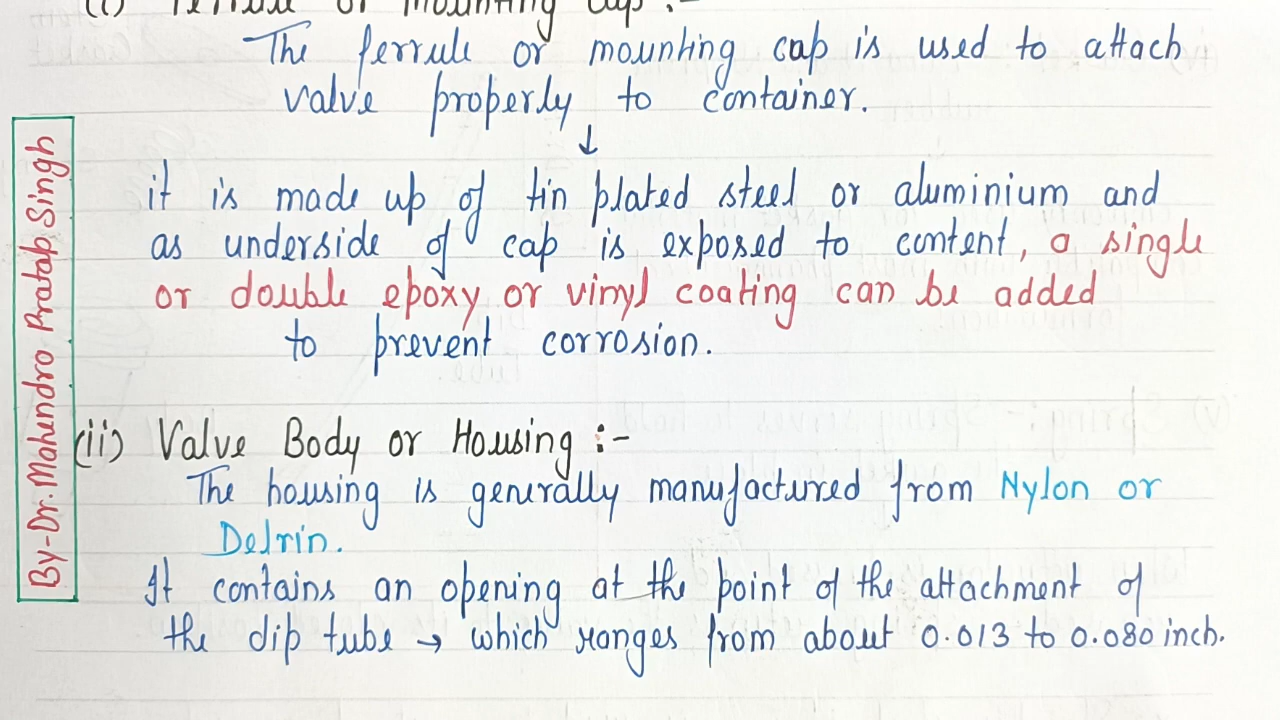 (i) Ferrule or mounting cap :-
The ferrule or mounting cap is used to attach
valve properly to container.
↓
it is made up of tin plated steel or aluminium and
as underside of cap is exposed to content, a single
or double epoxy or vinyl coating can be added
to prevent corrosion.
(ii) Valve Body or Housing :-
The housing is generally manufactured from Nylon or
Delrin.
It contains an opening at the point of the attachment of
the dip tube → which ranges from about 0.013 to 0.080 inch.
By-Dr. Mahendra Pratap Singh